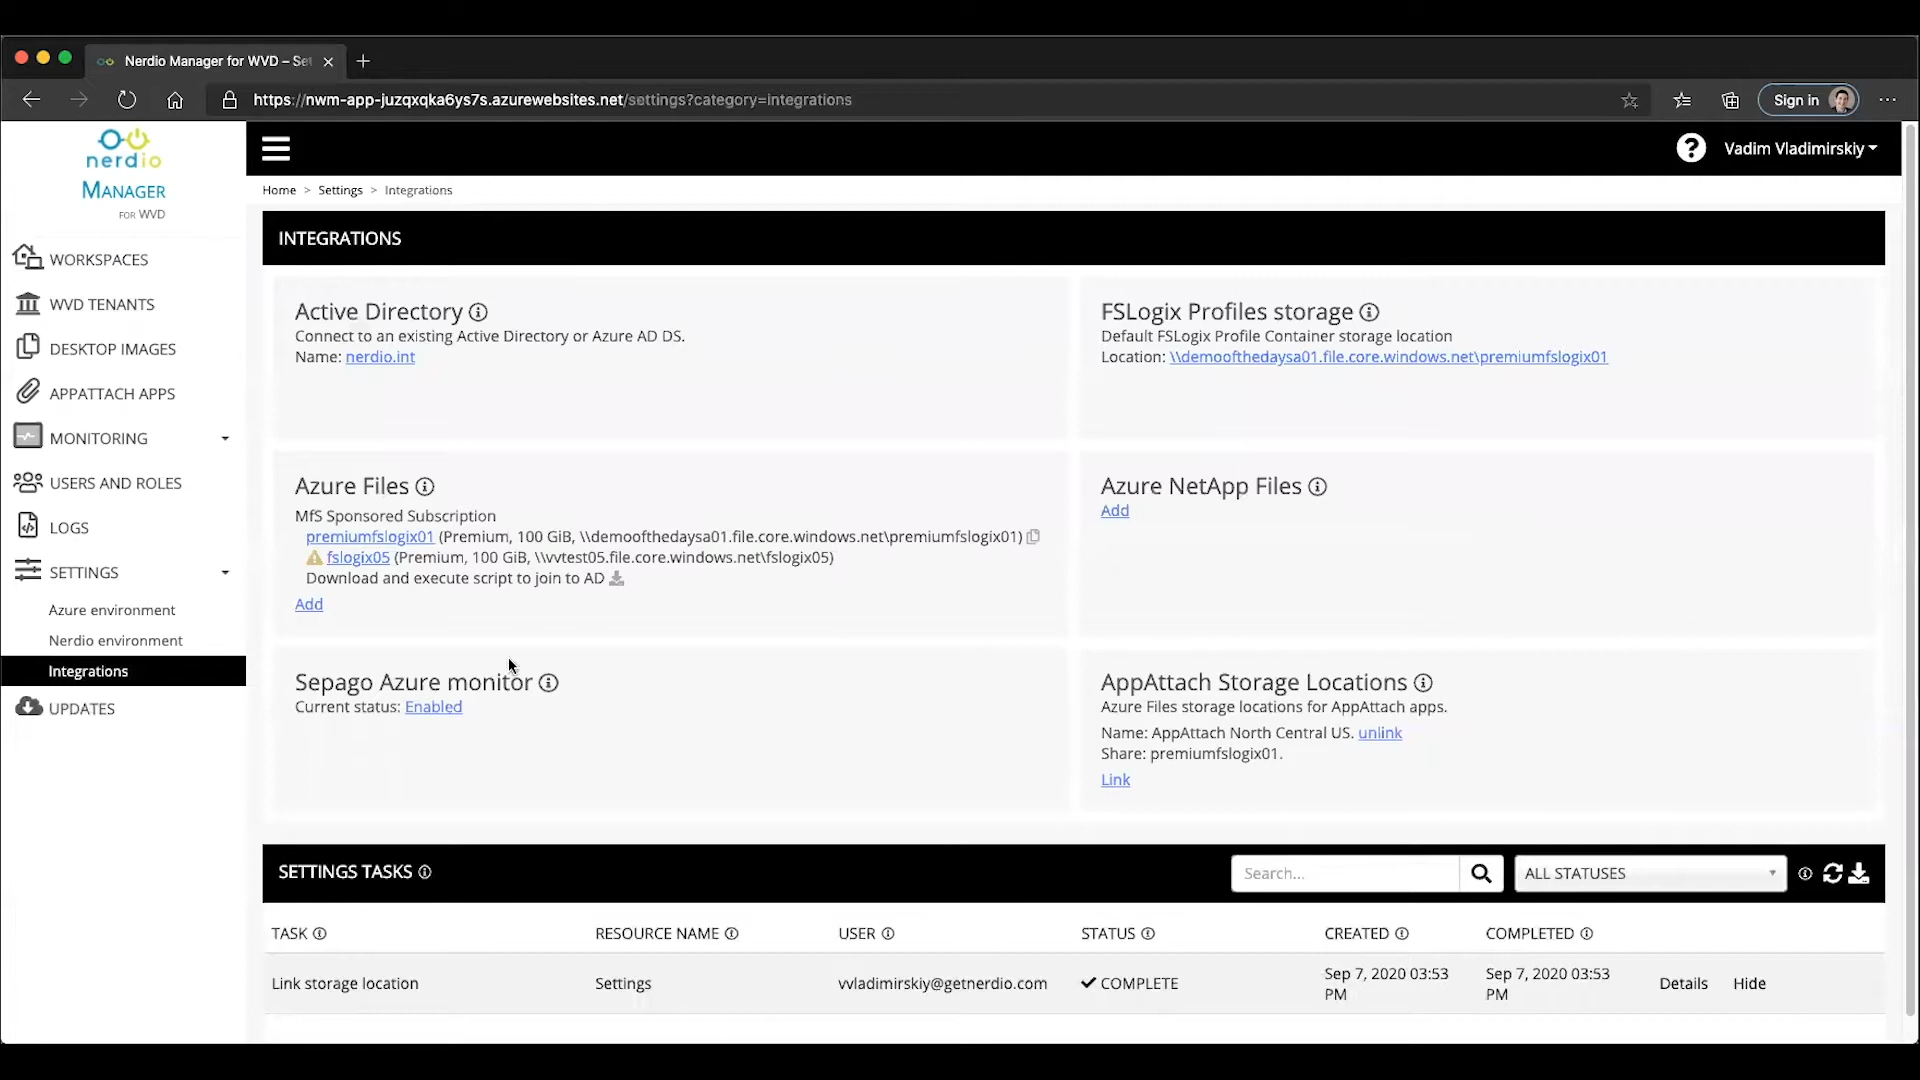 Nerdio Manager for WVD – Set
https://nwm-app-juzqxqka6ys7s.azurewebsites.net/settings?category=integrations
Sign in
nerdio
MANAGER
FOR WVD
Vadim Vladimirskiy
WORKSPACES
WVD TENANTS
DESKTOP IMAGES
APPATTACH APPS
MONITORING
USERS AND ROLES
LOGS
SETTINGS
Azure environment
Nerdio environment
Integrations
UPDATES
Home > Settings > Integrations
INTEGRATIONS
Active Directory
Connect to an existing Active Directory or Azure AD DS.
Name: nerdio.int
FSLogix Profiles storage
Default FSLogix Profile Container storage location
Location: \\demoofthedaysa01.file.core.windows.net\premiumfslogix01
Azure Files
MfS Sponsored Subscription
premiumfslogix01 (Premium, 100 GiB, \\demoofthedaysa01.file.core.windows.net\premiumfslogix01)
fslogix05 (Premium, 100 GiB, \\vvtest05.file.core.windows.net\fslogix05)
Download and execute script to join to AD
Add
Azure NetApp Files
Add
Sepago Azure monitor
Current status: Enabled
AppAttach Storage Locations
Azure Files storage locations for AppAttach apps.
Name: AppAttach North Central US. unlink
Share: premiumfslogix01.
Link
SETTINGS TASKS
Search...
ALL STATUSES
TASK RESOURCE NAME USER STATUS CREATED COMPLETED
Link storage location Settings vvladimirskiy@getnerdio.com COMPLETE Sep 7, 2020 03:53 PM Sep 7, 2020 03:53 PM Details Hide